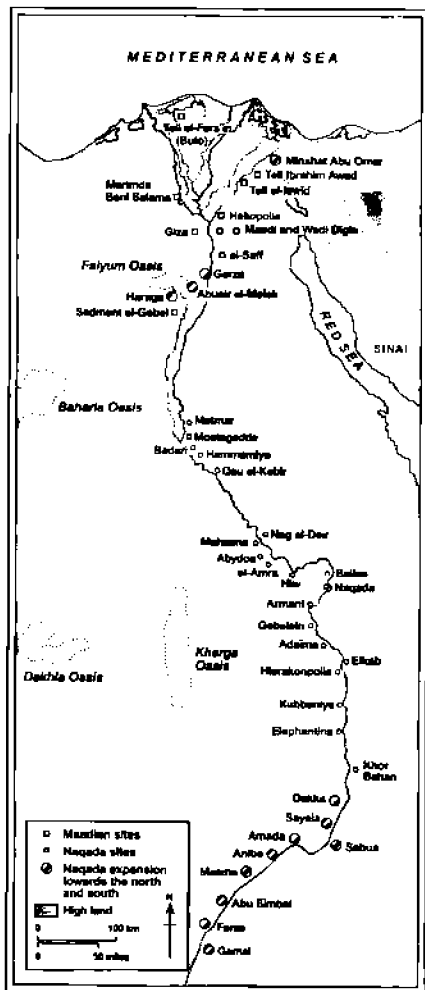 MEDITERRANEAN SEA
Tell el-Fara'in
(Buto)
Minshat Abu Omar
Tell Ibrahim Awad
Tell el-Iswid
Merimda
Beni Salama
Heliopolis
Giza
Maadi and Wadi Digla
el-Saff
Faiyum Oasis
Gerza
Haraga
Abusir el-Melek
Sedment el-Gebel
RED SEA
SINAI
Baharia Oasis
Matmar
Mostagedda
Badari
Hammamiya
Qau el-Kebir
Nag el-Deir
Mahasna
Abydos
el-Amra
Hiw
Ballas
Naqada
Armant
Gebelein
Kharga
Oasis
Adaïma
Dakhla Oasis
Elkab
Hierakonpolis
Kubbaniya
Elephantine
Khor
Bahan
Dakka
Sayala
Amada
Sebua
Aniba
Masana
Abu Simbel
Faras
Gamai
Maadian sites
Naqada sites
Naqada expansion
towards the north
and south
High land
N
0 100 km
0 50 miles